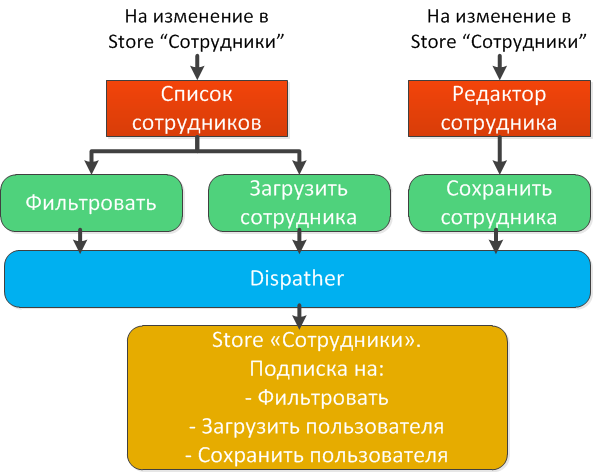 На изменение в
Store “Сотрудники”
На изменение в
Store “Сотрудники”
Список
сотрудников
Редактор
сотрудника
Фильтровать
Загрузить
сотрудника
Сохранить
сотрудника
Dispather
Store «Сотрудники».
Подписка на:
- Фильтровать
- Загрузить пользователя
- Сохранить пользователя